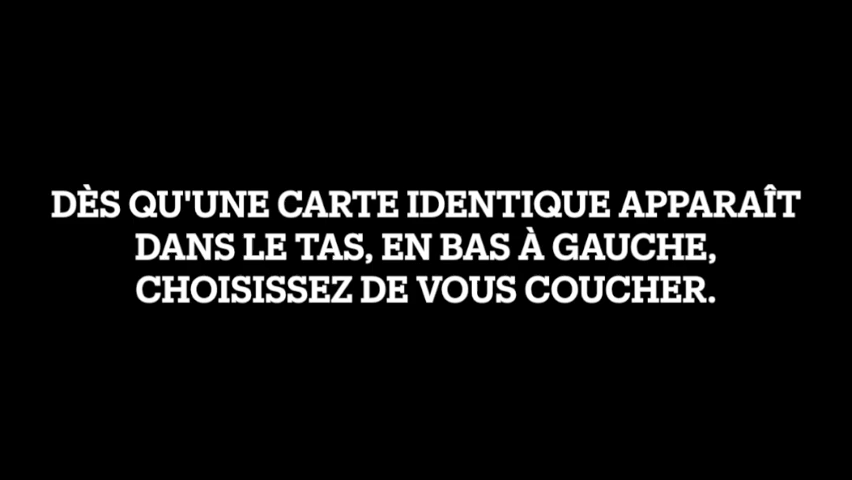 DÈS QU'UNE CARTE IDENTIQUE APPARAÎT
DANS LE TAS, EN BAS À GAUCHE,
CHOISISSEZ DE VOUS COUCHER.